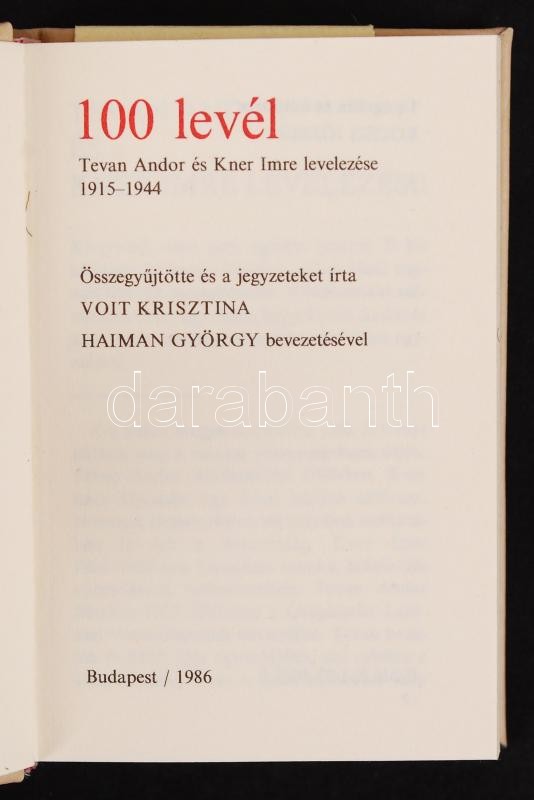 100 levél
Tevan Andor és Kner Imre levelezése
1915–1944
Összegyűjtötte és a jegyzeteket írta
VOIT KRISZTINA
HAIMAN GYÖRGY bevezetésével
darabanth
Budapest / 1986